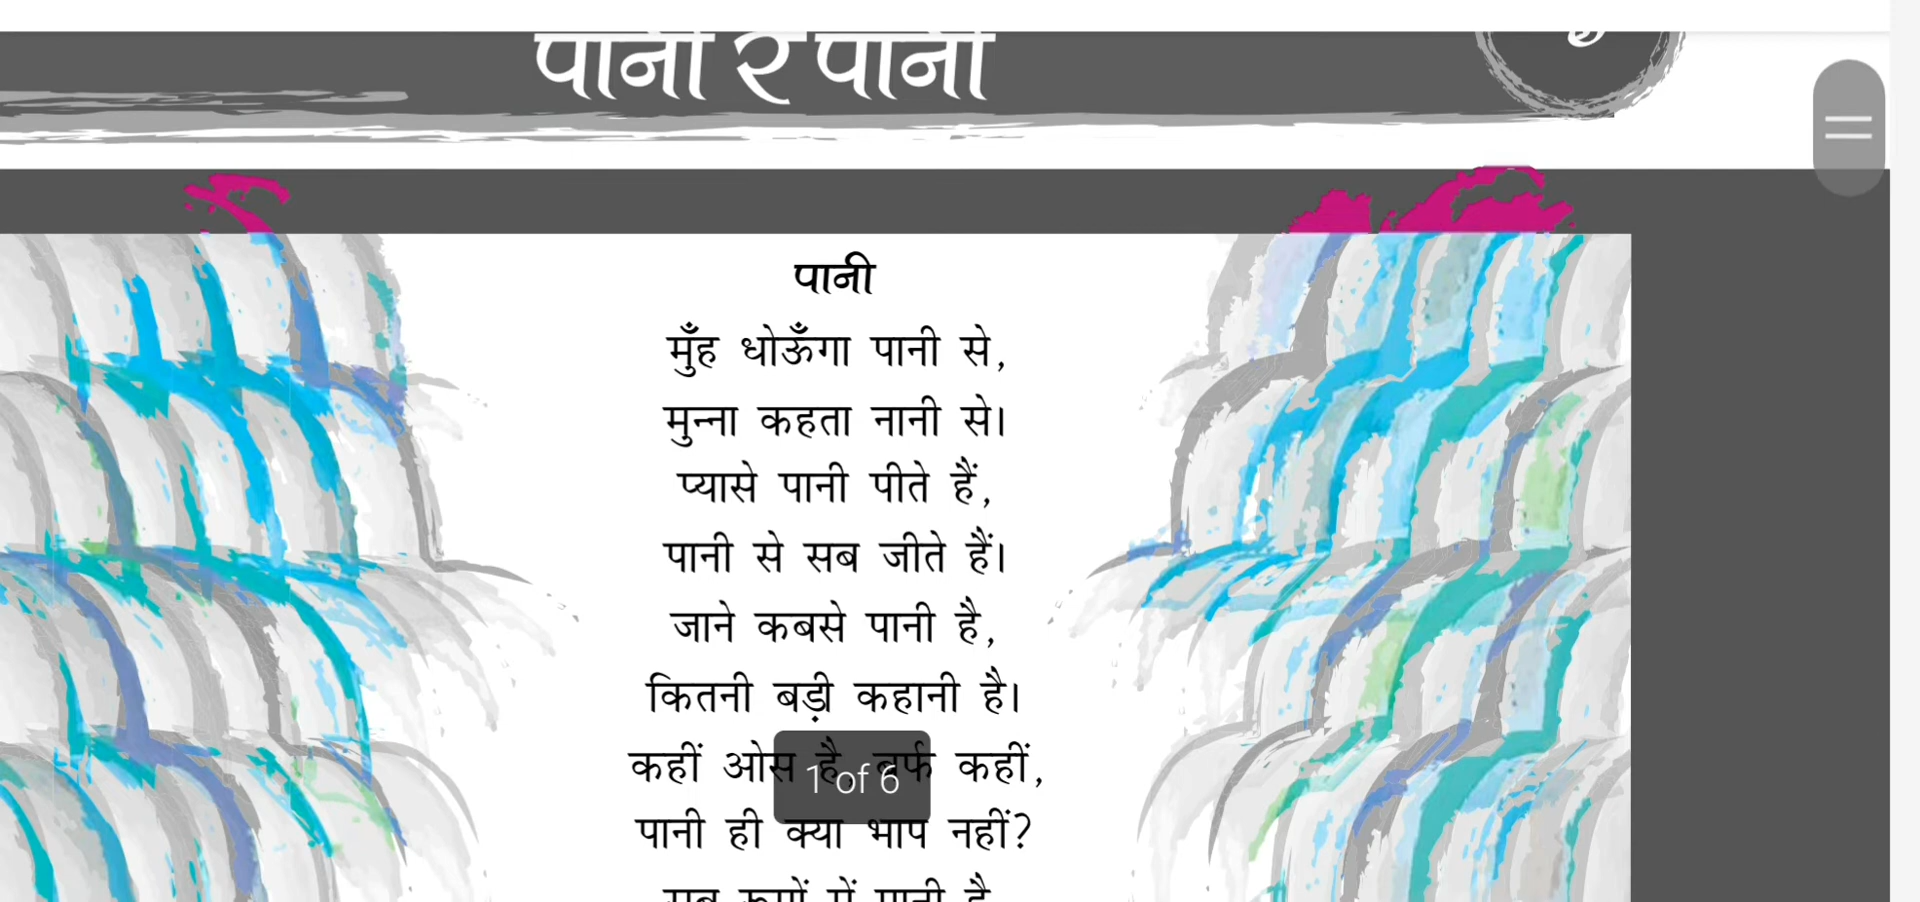 पानी रे पानी
पानी
मुँह धोऊँगा पानी से,
मुन्ना कहता नानी से।
प्यासे पानी पीते हैं,
पानी से सब जीते हैं।
जाने कबसे पानी है,
कितनी बड़ी कहानी है।
कहीं ओस है, बर्फ कहीं,
1 of 6
पानी ही क्या भाप नहीं?